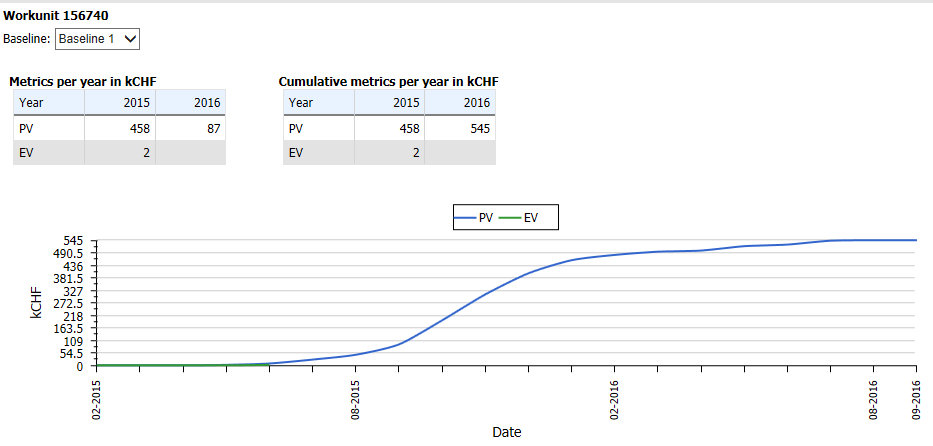 Workunit 156740
Baseline: Baseline 1
Metrics per year in kCHF
Year 2015 2016
PV 458 87
EV 2
Cumulative metrics per year in kCHF
Year 2015 2016
PV 458 545
EV 2
PV EV
545
490.5
436
381.5
327
272.5
218
163.5
109
54.5
0
kCHF
02-2015
08-2015
02-2016
08-2016
09-2016
Date